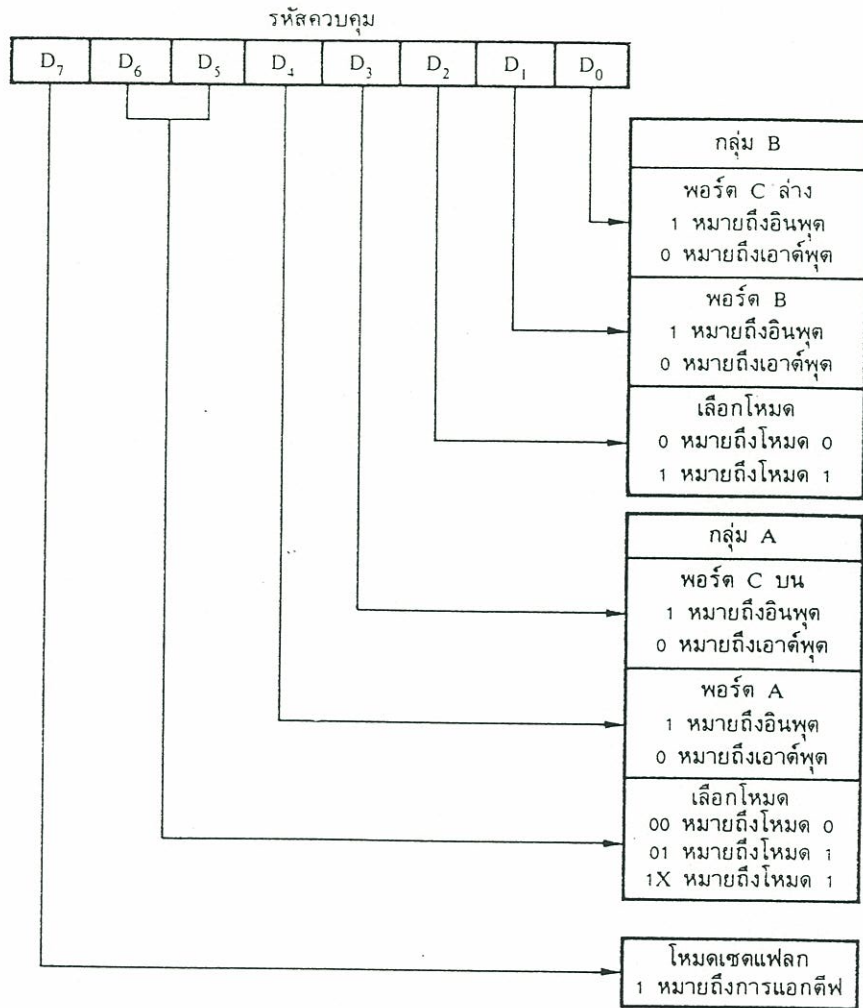 รหัสควบคุม
D₇ D₆ D₅ D₄ D₃ D₂ D₁ D₀
กลุ่ม B
พอร์ต C ล่าง
1 หมายถึงอินพุต
0 หมายถึงเอาต์พุต
พอร์ต B
1 หมายถึงอินพุต
0 หมายถึงเอาต์พุต
เลือกโหมด
0 หมายถึงโหมด 0
1 หมายถึงโหมด 1
กลุ่ม A
พอร์ต C บน
1 หมายถึงอินพุต
0 หมายถึงเอาต์พุต
พอร์ต A
1 หมายถึงอินพุต
0 หมายถึงเอาต์พุต
เลือกโหมด
00 หมายถึงโหมด 0
01 หมายถึงโหมด 1
1X หมายถึงโหมด 1
โหมดเซตแฟลก
1 หมายถึงการแอกตีฟ